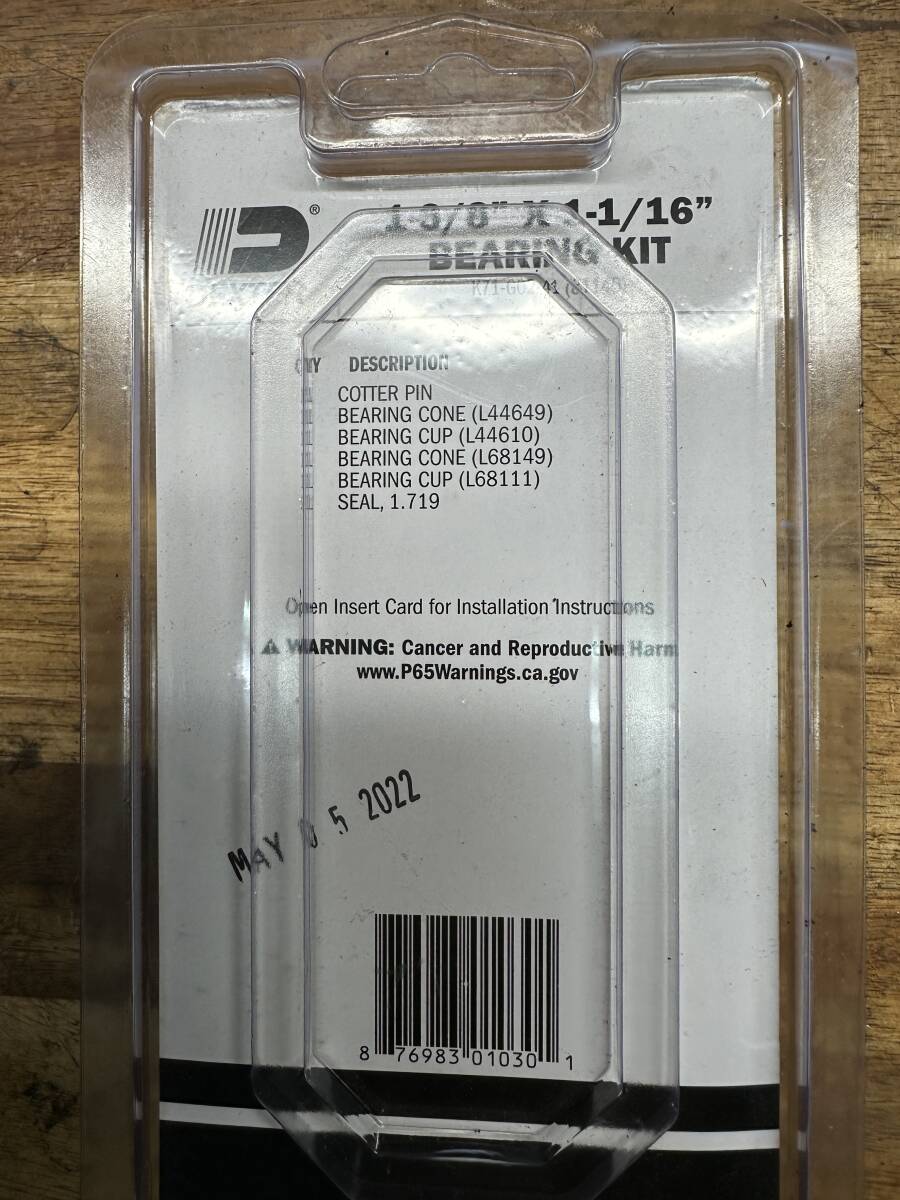 ®
1-3/8" X 1-1/16"
BEARING KIT
QTY DESCRIPTION
COTTER PIN
BEARING CONE (L44649)
BEARING CUP (L44610)
BEARING CONE (L68149)
BEARING CUP (L68111)
SEAL, 1.719
Open Insert Card for Installation Instructions
WARNING: Cancer and Reproductive Harm
www.P65Warnings.ca.gov
MAY 05 2022
8 76983 01030 1